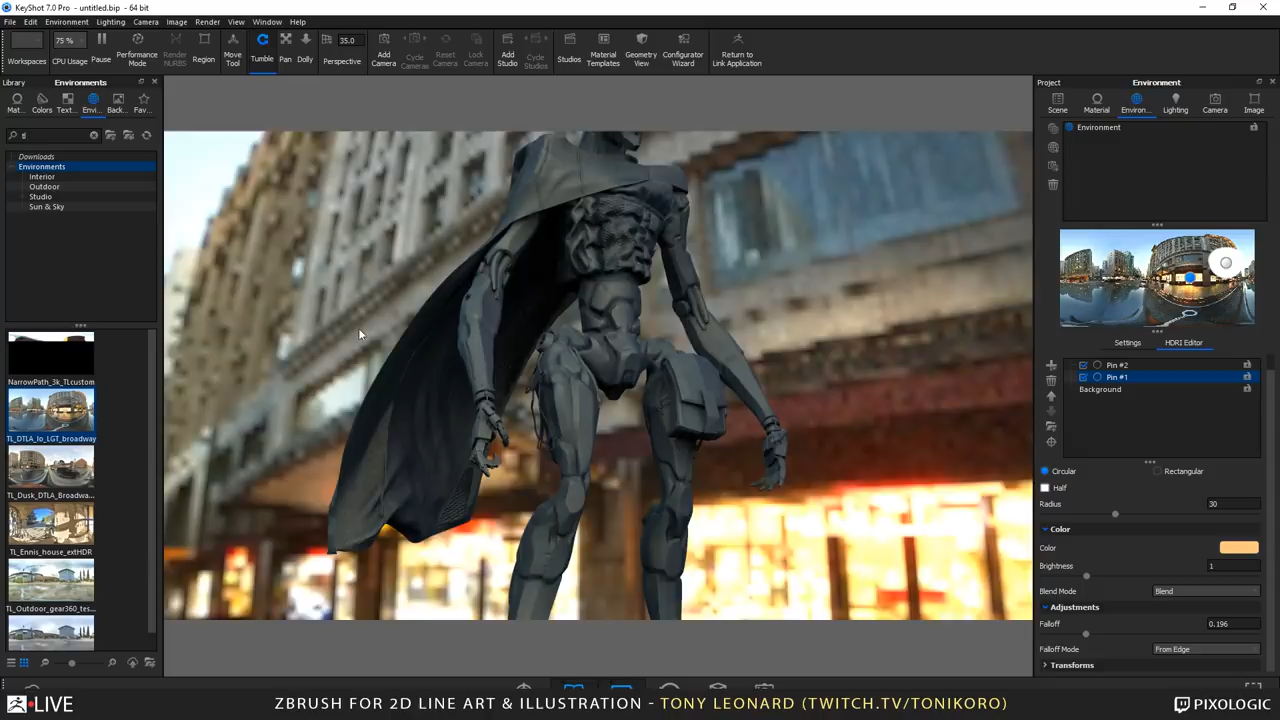 KeyShot 7.0 Pro - untitled.bip - 64 bit
File Edit Environment Lighting Camera Image Render View Window Help
75 %
35.0
Workspaces CPU Usage Pause Performance Mode Render NURBS Region Move Tool Tumble Pan Dolly Perspective Add Camera Cycle Cameras Reset Camera Lock Camera Add Studio Cycle Studios Studios Material Templates Geometry View Configurator Wizard Return to Link Application
Library Environments
Mat... Colors Text... Envi... Back... Fav...
Downloads
Environments
Interior
Outdoor
Studio
Sun & Sky
NarrowPath_3k_TLcustom
TL_DTLA_lo_LGT_broadway
TL_Dusk_DTLA_Broadwa...
TL_Ennis_house_extHDR
TL_Outdoor_gear360_tes...
Project Environment
Scene Material Environ... Lighting Camera Image
Environment
Settings HDRI Editor
Pin #2
Pin #1
Background
Circular Rectangular
Half
Radius 30
Color
Color
Brightness 1
Blend Mode Blend
Adjustments
Falloff 0.196
Falloff Mode From Edge
Transforms
LIVE
ZBRUSH FOR 2D LINE ART & ILLUSTRATION - TONY LEONARD (TWITCH.TV/TONIKORO)
PIXOLOGIC